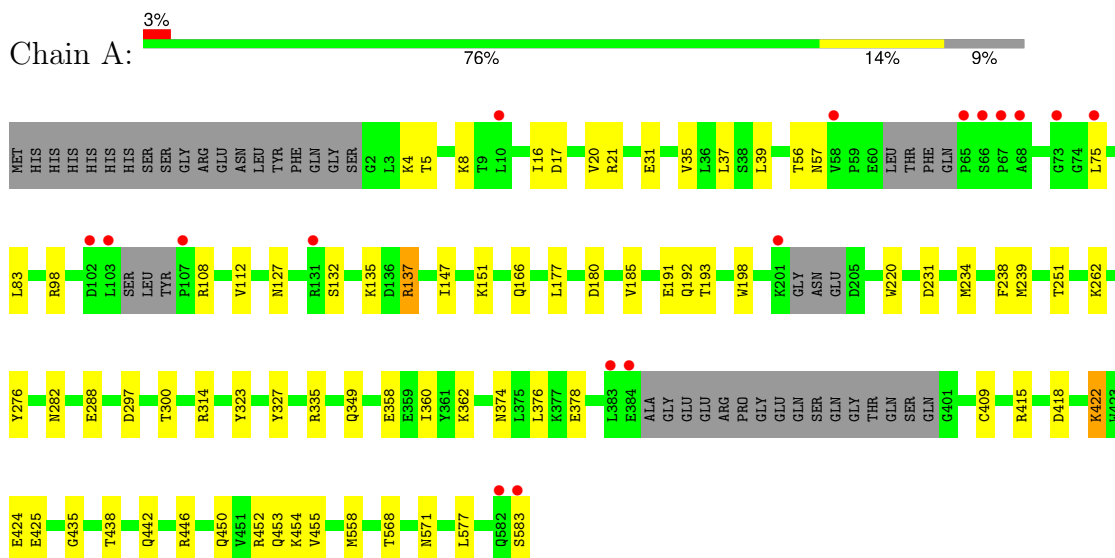 3%
Chain A:
76% 14% 9%
MET HIS HIS HIS HIS HIS HIS SER SER GLY ARG GLU ASN LEU TYR PHE GLN GLY SER G2 L3 K4 T5 K8 T9 L10 I16 D17 V20 R21 E31 V35 L36 L37 S38 L39 T56 N57 V58 P59 E60 LEU THR PHE GLN P65 S66 P67 A68 G73 G74 L75
L83 R98 D102 L103 SER LEU TYR P107 R108 V112 N127 R131 S132 K135 D136 R137 I147 K151 Q166 L177 D180 V185 E191 Q192 T193 W198 K201 GLY ASN GLU D205 W220 D231 M234 F238 M239 T251 K262
Y276 N282 E288 D297 T300 R314 Y323 Y327 R335 Q349 E358 E359 I360 Y361 K362 N374 L375 L376 K377 E378 L383 E384 ALA GLY GLU GLU ARG PRO GLY GLU GLN SER GLN GLY THR GLN SER GLN G401 C409 R415 D418 K422
E424 E425 G435 T438 Q442 R446 Q450 V451 R452 Q453 K454 V455 M558 T568 N571 L577 Q582 S583